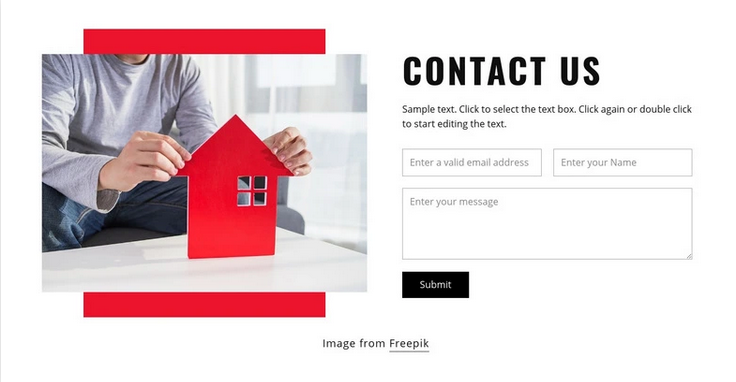 CONTACT US
Sample text. Click to select the text box. Click again or double click
to start editing the text.
Enter a valid email address
Enter your Name
Enter your message
Submit
Image from Freepik